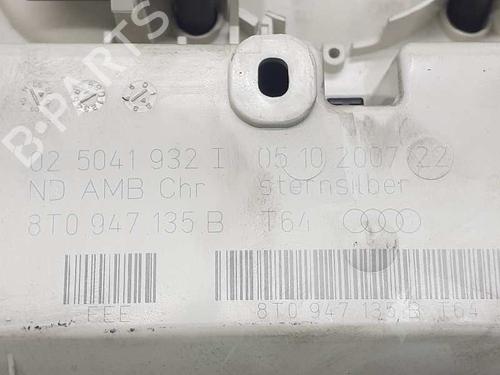 B-PARTS
02 5041 932 I 05 10 2007 22
ND AMB Chr sternsilber
8T0 947 135 B T64
EEE 8T0 947 135 B T64